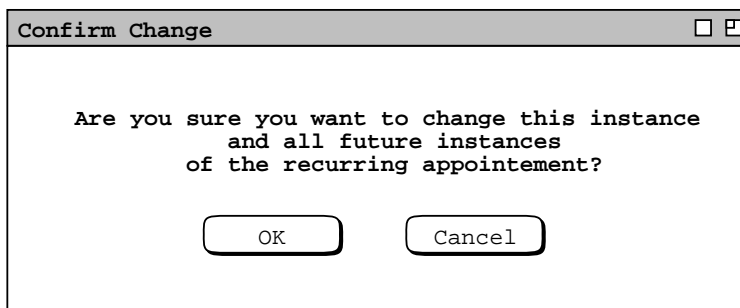 Confirm Change
Are you sure you want to change this instance
and all future instances
of the recurring appointement?
OK
Cancel